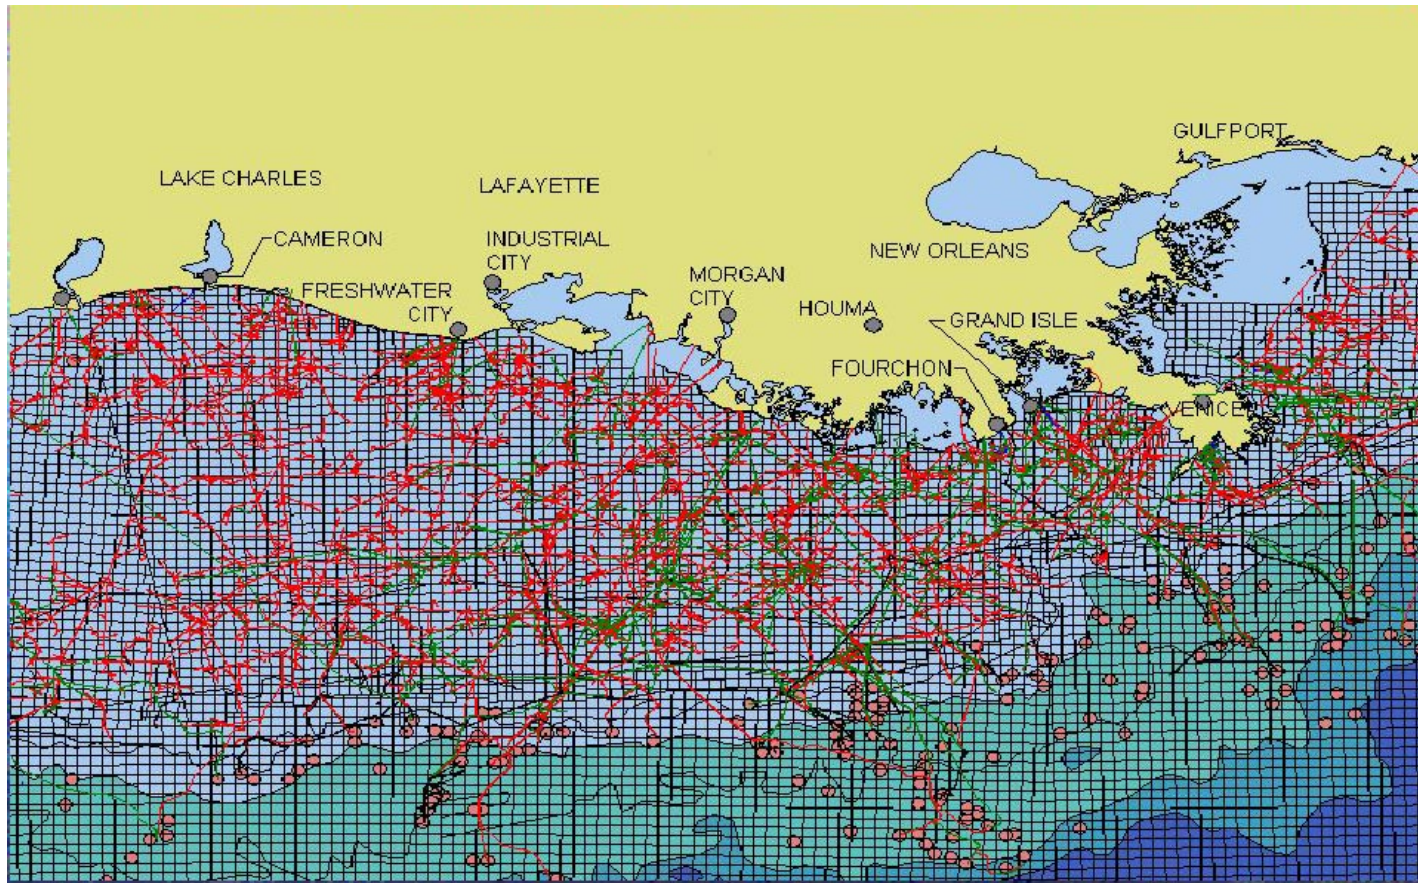 GULFPORT
LAKE CHARLES
LAFAYETTE
CAMERON
INDUSTRIAL
CITY
NEW ORLEANS
FRESHWATER
CITY
MORGAN
CITY
HOUMA
GRAND ISLE
FOURCHON
VENICE